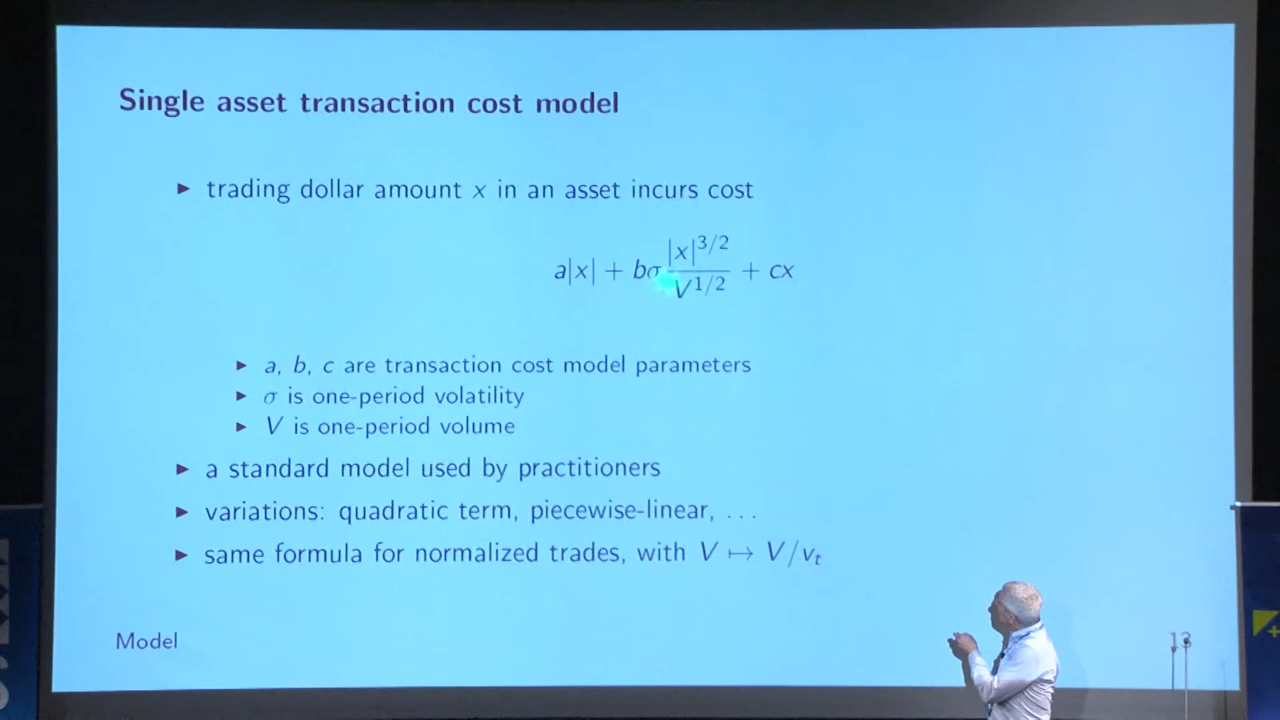 Single asset transaction cost model
▶ trading dollar amount x in an asset incurs cost
a|x| + bσ |x|^{3/2} / V^{1/2} + cx
▶ a, b, c are transaction cost model parameters
▶ σ is one-period volatility
▶ V is one-period volume
▶ a standard model used by practitioners
▶ variations: quadratic term, piecewise-linear, . . .
▶ same formula for normalized trades, with V ↦ V/v_t
Model
13